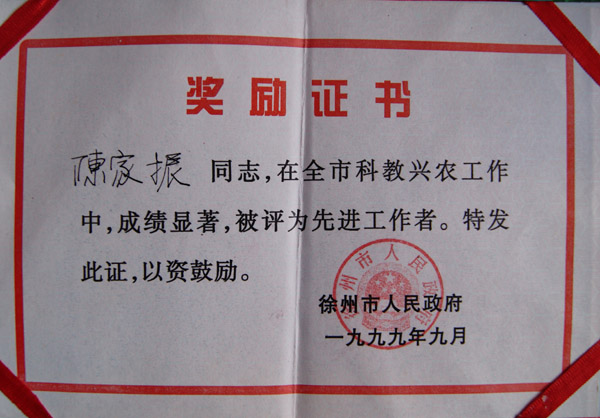 奖励证书
陳家振 同志,在全市科教兴农工作
中,成绩显著,被评为先进工作者。特发
此证,以资鼓励。
徐州市人民政府
徐州市人民政府
一九九九年九月